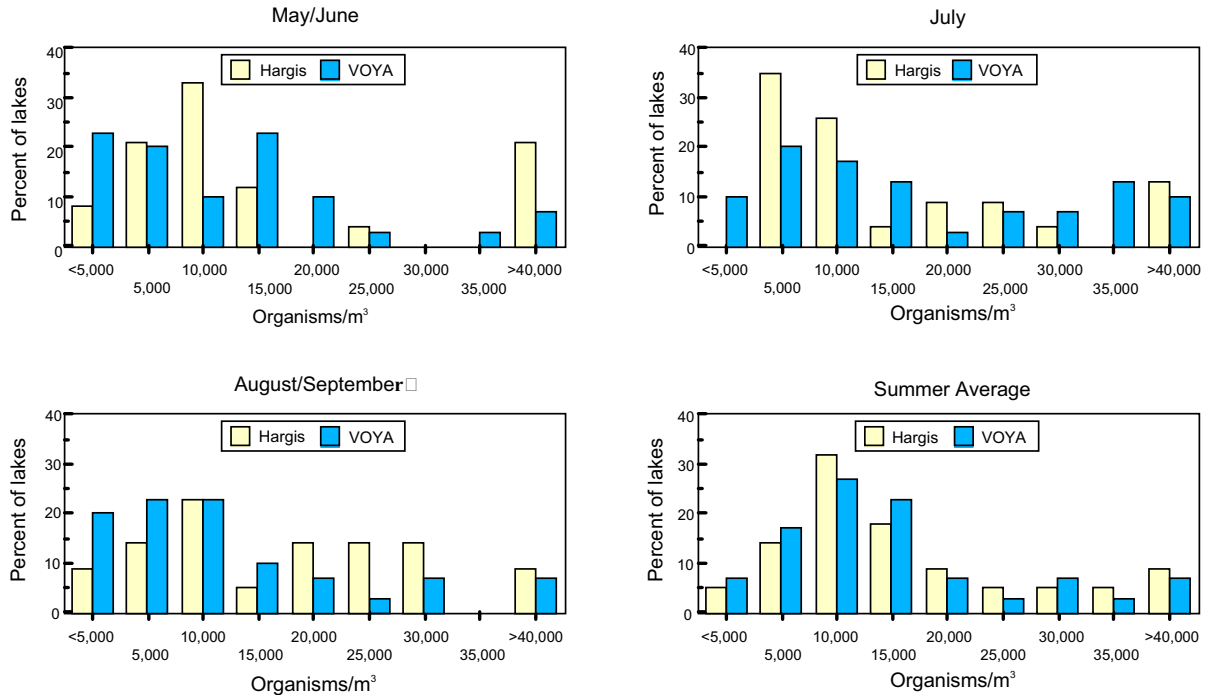 May/June
40
30
20
10
0
Percent of lakes
Hargis VOYA
<5,000 10,000 20,000 30,000 >40,000
5,000 15,000 25,000 35,000
Organisms/m³
July
40
30
20
10
0
Percent of lakes
Hargis VOYA
<5,000 10,000 20,000 30,000 >40,000
5,000 15,000 25,000 35,000
Organisms/m³
August/September□
40
30
20
10
0
Percent of lakes
Hargis VOYA
<5,000 10,000 20,000 30,000 >40,000
5,000 15,000 25,000 35,000
Organisms/m³
Summer Average
40
30
20
10
0
Percent of lakes
Hargis VOYA
<5,000 10,000 20,000 30,000 >40,000
5,000 15,000 25,000 35,000
Organisms/m³